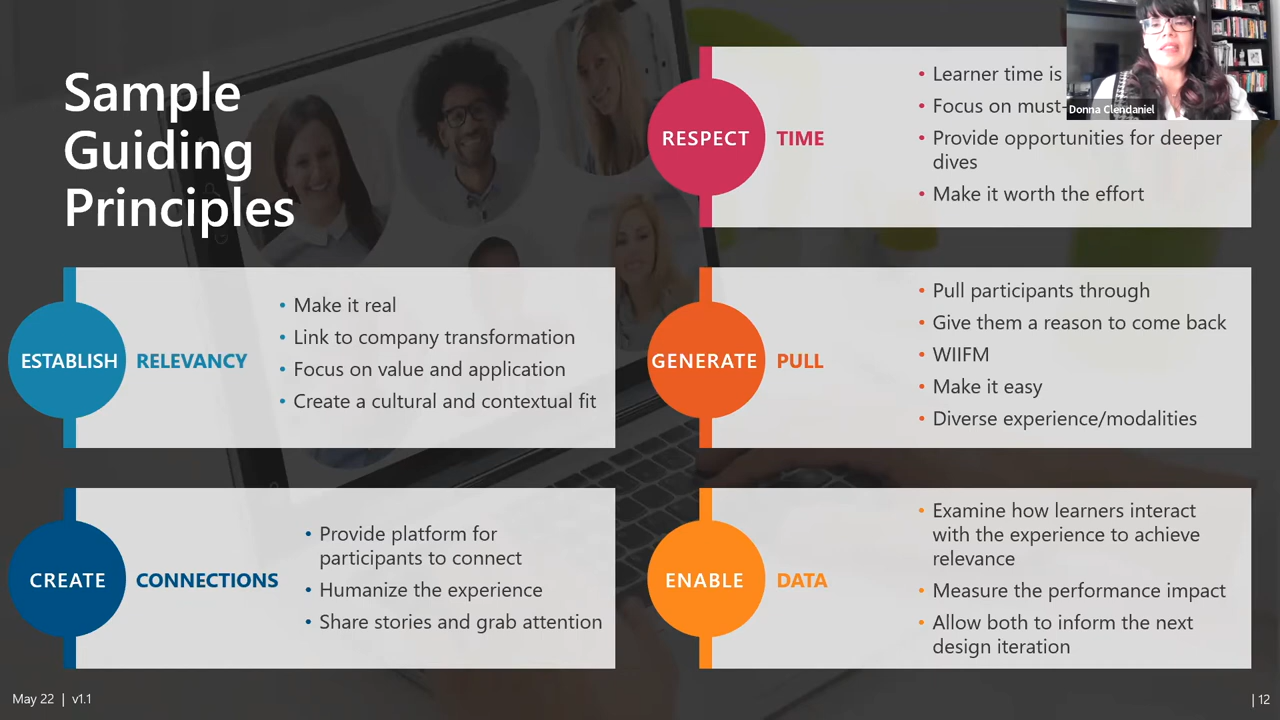 Sample
Guiding
Principles
RESPECT TIME
• Learner time is
• Focus on must-
• Provide opportunities for deeper
dives
• Make it worth the effort
Donna Clendaniel
ESTABLISH RELEVANCY
• Make it real
• Link to company transformation
• Focus on value and application
• Create a cultural and contextual fit
GENERATE PULL
• Pull participants through
• Give them a reason to come back
• WIIFM
• Make it easy
• Diverse experience/modalities
CREATE CONNECTIONS
• Provide platform for
participants to connect
• Humanize the experience
• Share stories and grab attention
ENABLE DATA
• Examine how learners interact
with the experience to achieve
relevance
• Measure the performance impact
• Allow both to inform the next
design iteration
May 22 | v1.1
| 12